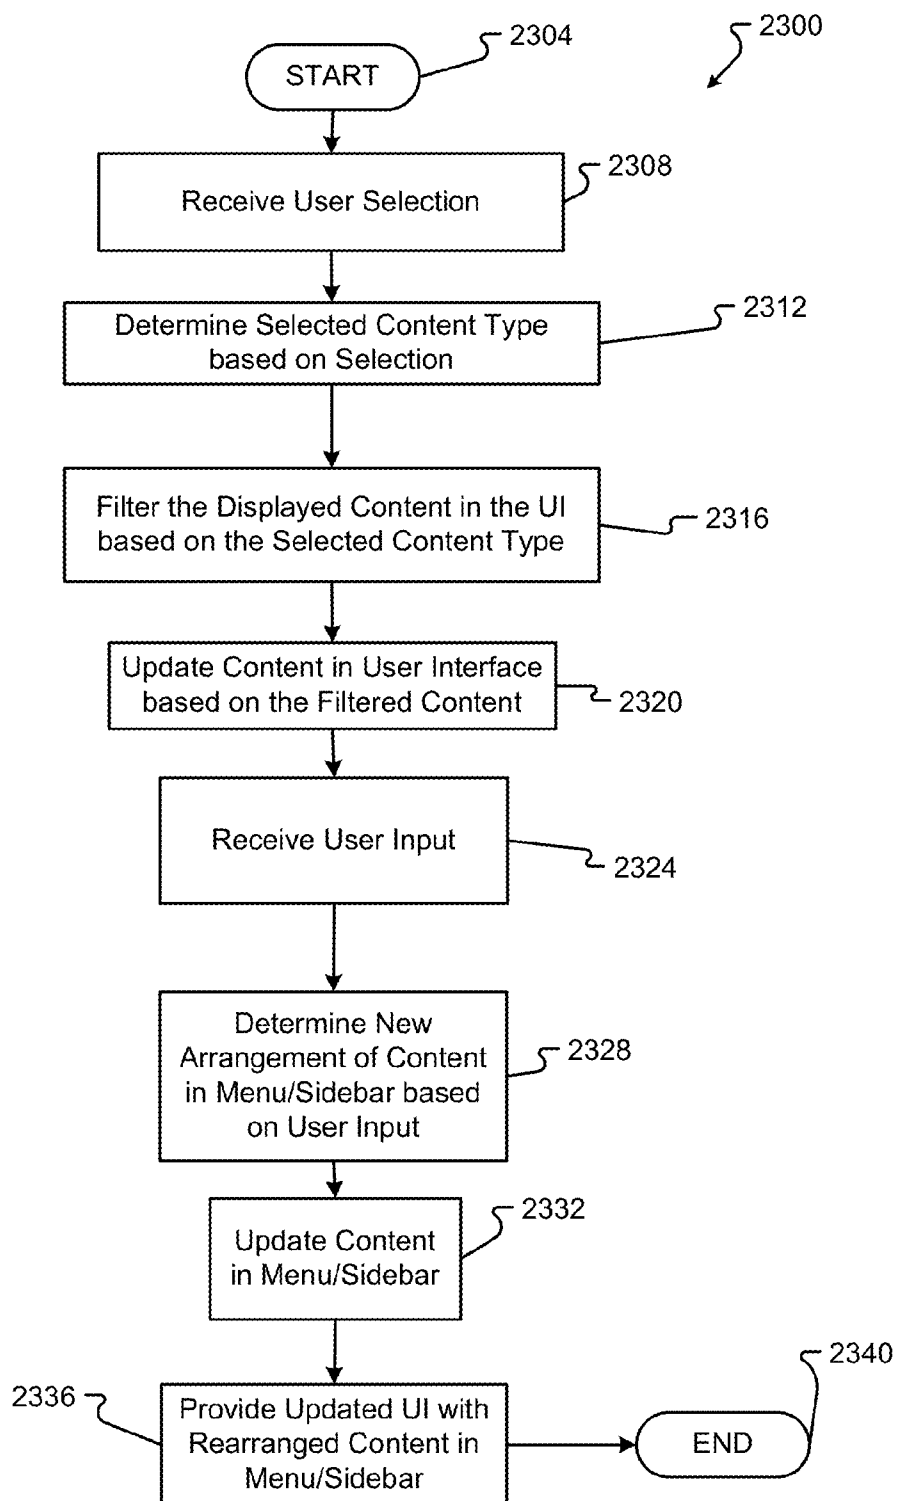 2300
START
2304
Receive User Selection
2308
Determine Selected Content Type
based on Selection
2312
Filter the Displayed Content in the UI
based on the Selected Content Type
2316
Update Content in User Interface
based on the Filtered Content
2320
Receive User Input
2324
Determine New
Arrangement of Content
in Menu/Sidebar based
on User Input
2328
Update Content
in Menu/Sidebar
2332
Provide Updated UI with
Rearranged Content in
Menu/Sidebar
2336
END
2340